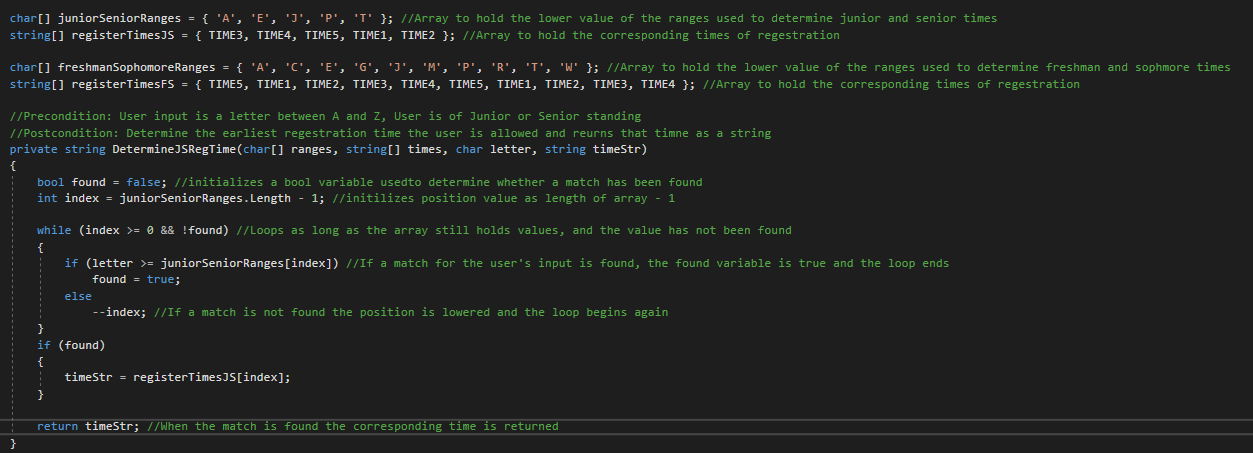 char[] juniorSeniorRanges = { 'A', 'E', 'J', 'P', 'T' }; //Array to hold the lower value of the ranges used to determine junior and senior times
string[] registerTimesJS = { TIME3, TIME4, TIME5, TIME1, TIME2 }; //Array to hold the corresponding times of regestration
char[] freshmanSophomoreRanges = { 'A', 'C', 'E', 'G', 'J', 'M', 'P', 'R', 'T', 'W' }; //Array to hold the lower value of the ranges used to determine freshman and sophmore times
string[] registerTimesFS = { TIME5, TIME1, TIME2, TIME3, TIME4, TIME5, TIME1, TIME2, TIME3, TIME4 }; //Array to hold the corresponding times of regestration
//Precondition: User input is a letter between A and Z, User is of Junior or Senior standing
//Postcondition: Determine the earliest regestration time the user is allowed and reurns that timne as a string
private string DetermineJSRegTime(char[] ranges, string[] times, char letter, string timeStr)
{
bool found = false; //initializes a bool variable usedto determine whether a match has been found
int index = juniorSeniorRanges.Length - 1; //initilizes position value as length of array - 1
while (index >= 0 && !found) //Loops as long as the array still holds values, and the value has not been found
{
if (letter >= juniorSeniorRanges[index]) //If a match for the user's input is found, the found variable is true and the loop ends
found = true;
else
--index; //If a match is not found the position is lowered and the loop begins again
}
if (found)
{
timeStr = registerTimesJS[index];
}
return timeStr; //When the match is found the corresponding time is returned
}